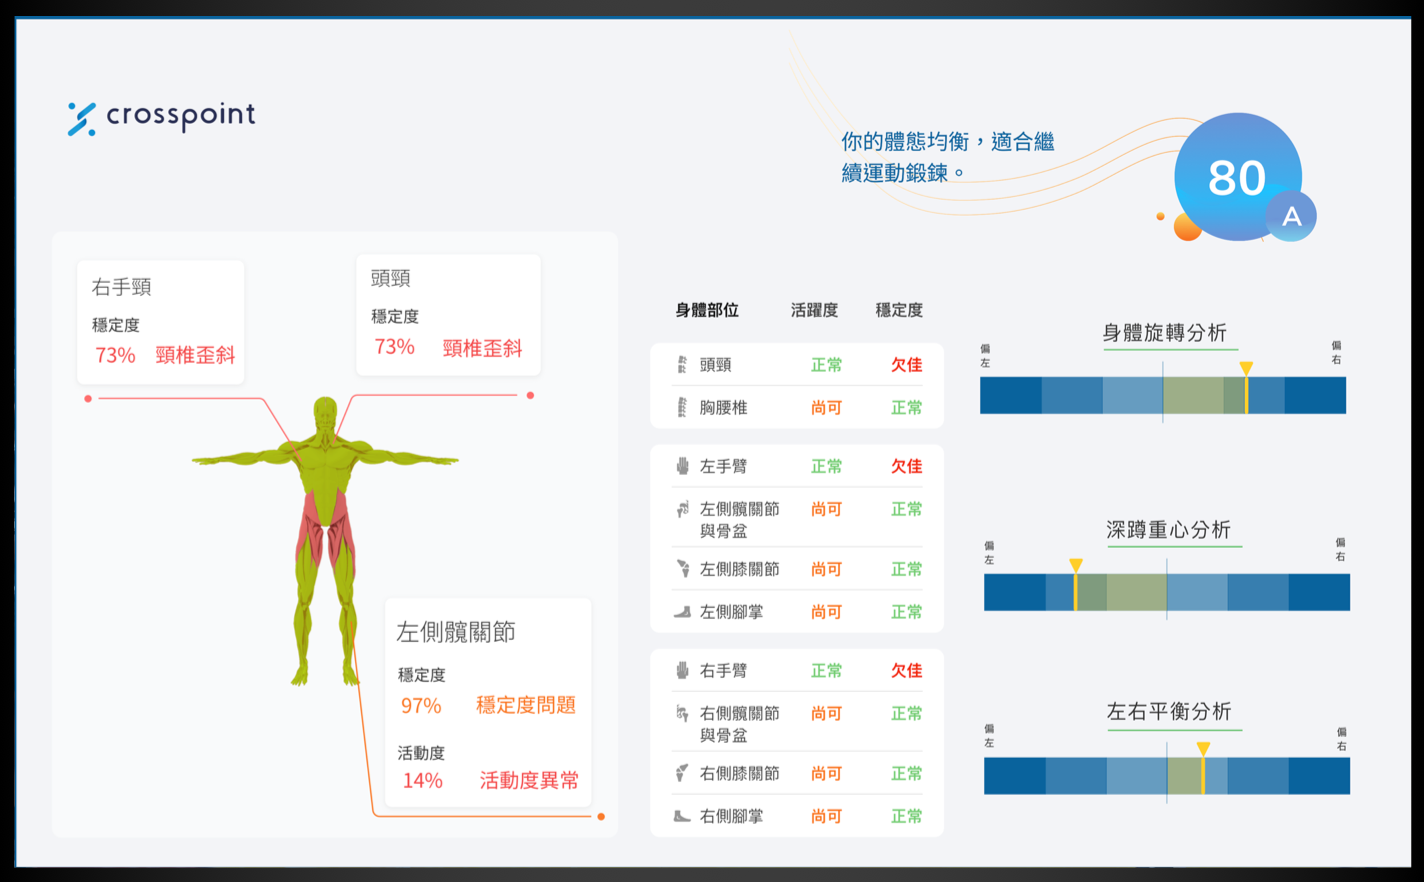 crosspoint
你的體態均衡，適合繼
續運動鍛鍊。
80
A
右手頸
穩定度
73% 頸椎歪斜
頭頸
穩定度
73% 頸椎歪斜
左側髖關節
穩定度
97% 穩定度問題
活動度
14% 活動度異常
身體部位 活躍度 穩定度
頭頸 正常 欠佳
胸腰椎 尚可 正常
左手臂 正常 欠佳
左側髖關節
與骨盆 尚可 正常
左側膝關節 尚可 正常
左側腳掌 尚可 正常
右手臂 正常 欠佳
右側髖關節
與骨盆 尚可 正常
右側膝關節 尚可 正常
右側腳掌 尚可 正常
身體旋轉分析
偏左
偏右
深蹲重心分析
偏左
偏右
左右平衡分析
偏左
偏右